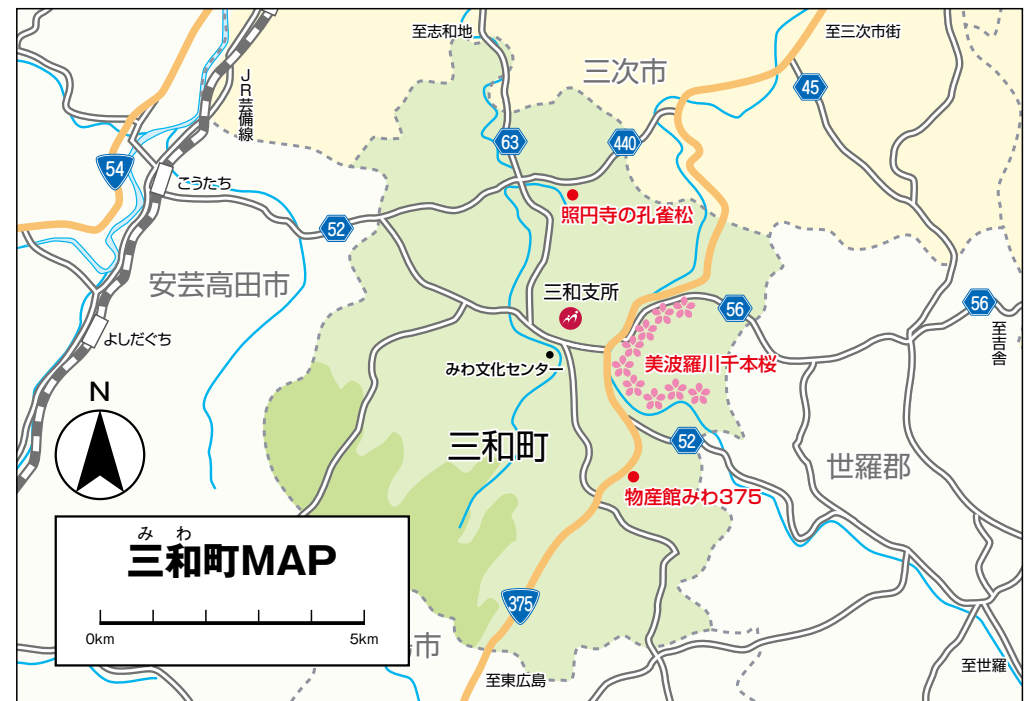 至志和地
至三次市街
三次市
JR芸備線
45
63
440
54
こうたち
照円寺の孔雀松
52
安芸高田市
三和支所
56
56
至吉舎
よしだぐち
みわ文化センター
美波羅川千本桜
N
三和町
52
世羅郡
物産館みわ375
みわ
三和町MAP
375
0km
5km
市
至東広島
至世羅